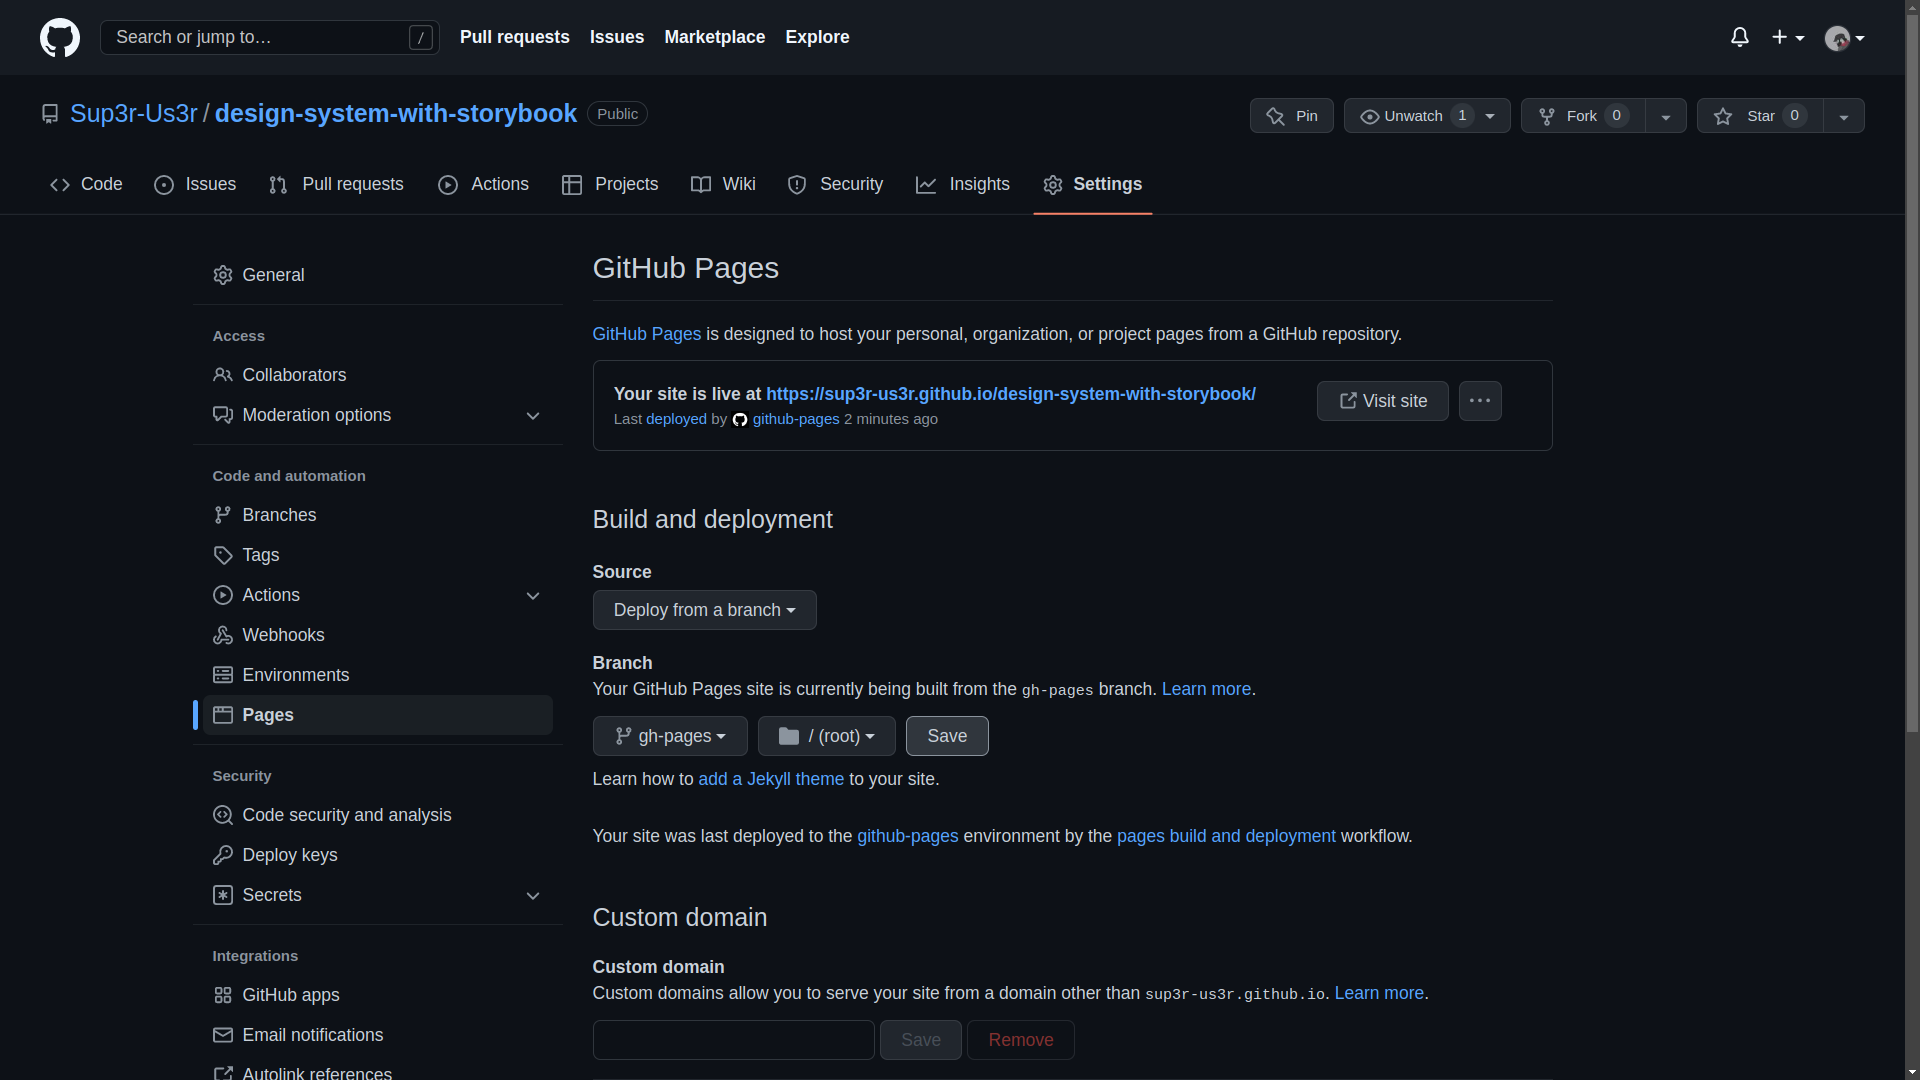 Search or jump to… /
Pull requests Issues Marketplace Explore
Sup3r-Us3r / design-system-with-storybook Public
Pin Unwatch 1 Fork 0 Star 0
Code Issues Pull requests Actions Projects Wiki Security Insights Settings
General
Access
Collaborators
Moderation options
Code and automation
Branches
Tags
Actions
Webhooks
Environments
Pages
Security
Code security and analysis
Deploy keys
Secrets
Integrations
GitHub apps
Email notifications
Autolink references
GitHub Pages
GitHub Pages is designed to host your personal, organization, or project pages from a GitHub repository.
Your site is live at https://sup3r-us3r.github.io/design-system-with-storybook/
Last deployed by github-pages 2 minutes ago
Visit site
Build and deployment
Source
Deploy from a branch
Branch
Your GitHub Pages site is currently being built from the gh-pages branch. Learn more.
gh-pages / (root) Save
Learn how to add a Jekyll theme to your site.
Your site was last deployed to the github-pages environment by the pages build and deployment workflow.
Custom domain
Custom domain
Custom domains allow you to serve your site from a domain other than sup3r-us3r.github.io. Learn more.
Save Remove